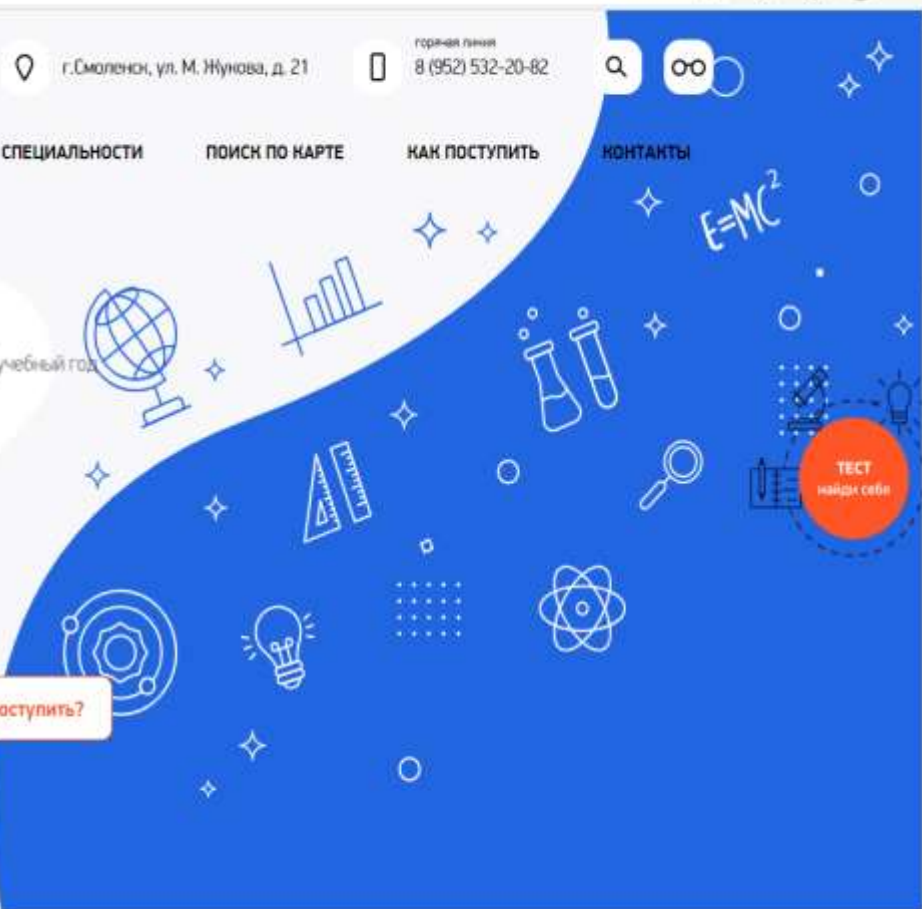 г.Смоленск, ул. М. Жукова, д. 21
горячая линия
8 (952) 532-20-82
СПЕЦИАЛЬНОСТИ ПОИСК ПО КАРТЕ КАК ПОСТУПИТЬ КОНТАКТЫ
E=MC²
учебный год
ТЕСТ
найди себя
оступить?